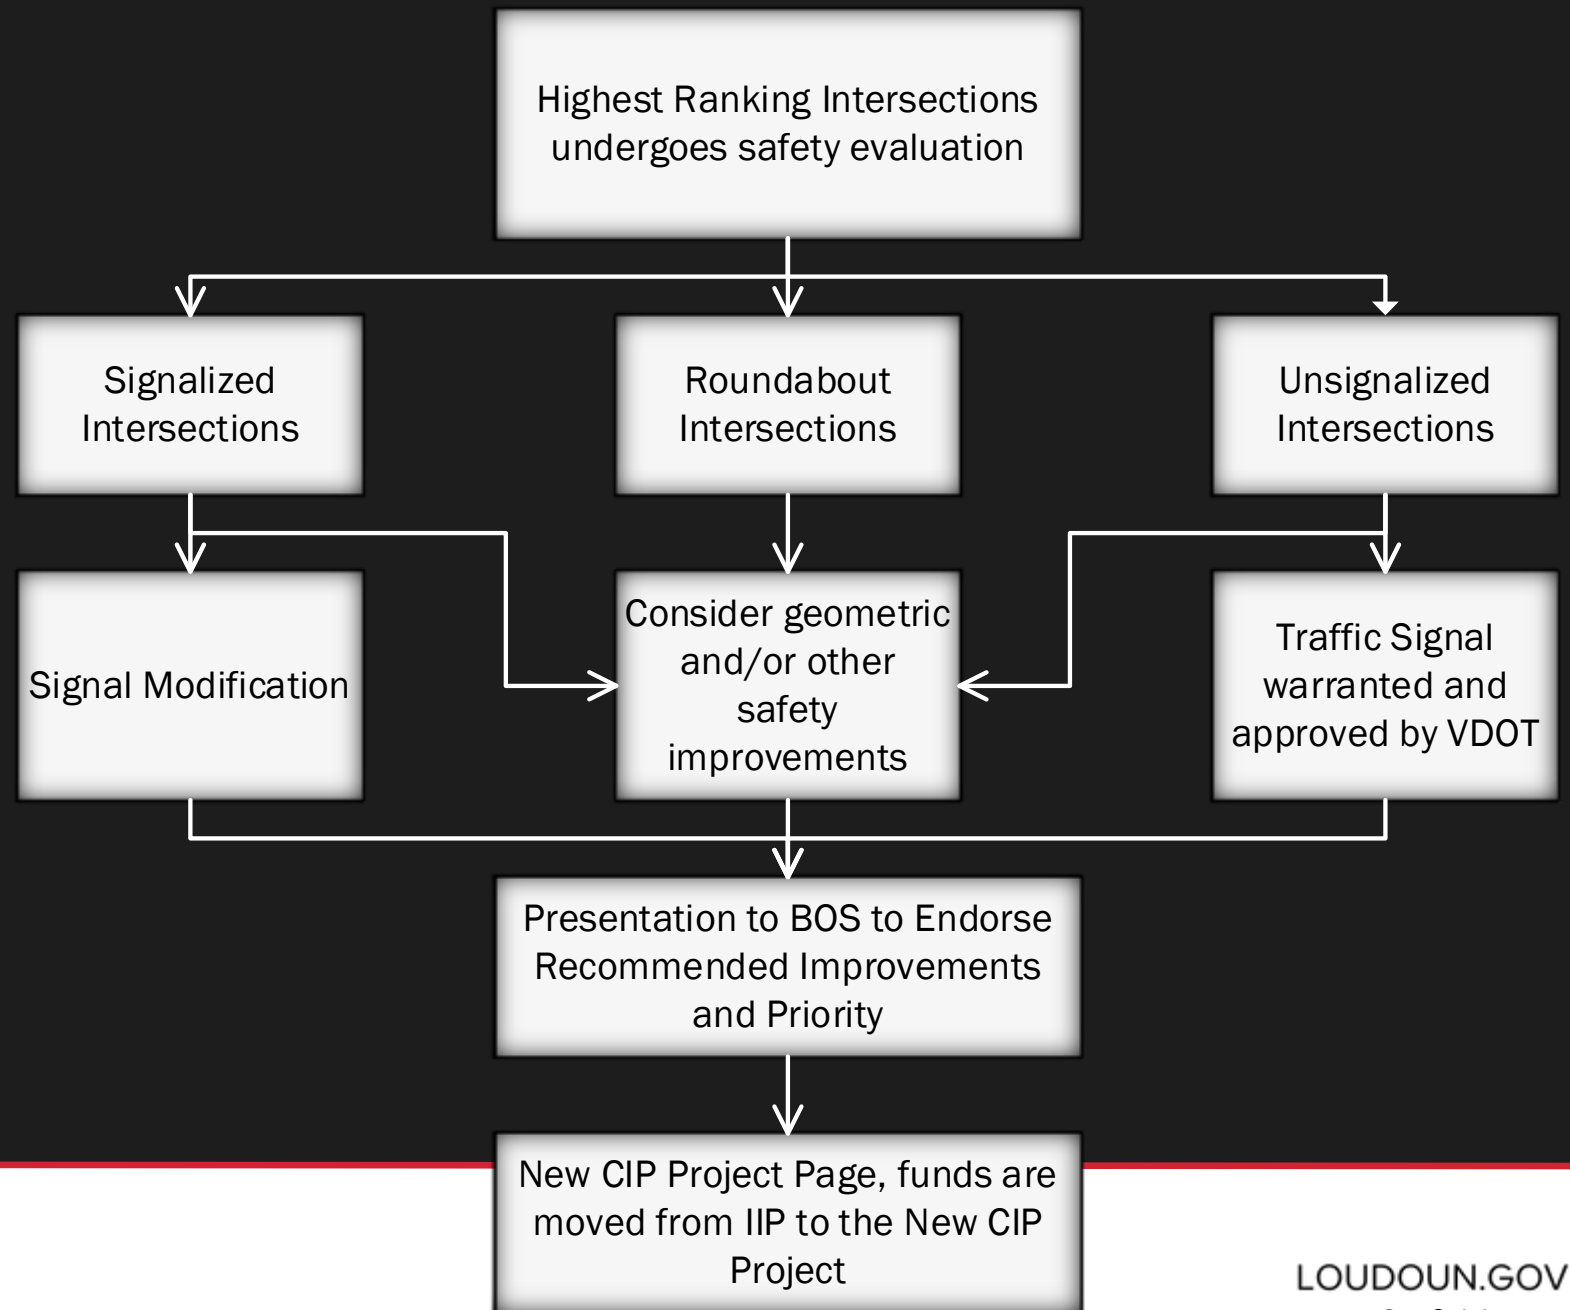 Highest Ranking Intersections
undergoes safety evaluation
Signalized
Intersections
Roundabout
Intersections
Unsignalized
Intersections
Signal Modification
Consider geometric
and/or other
safety
improvements
Traffic Signal
warranted and
approved by VDOT
Presentation to BOS to Endorse
Recommended Improvements
and Priority
New CIP Project Page, funds are
moved from IIP to the New CIP
Project
LOUDOUN.GOV